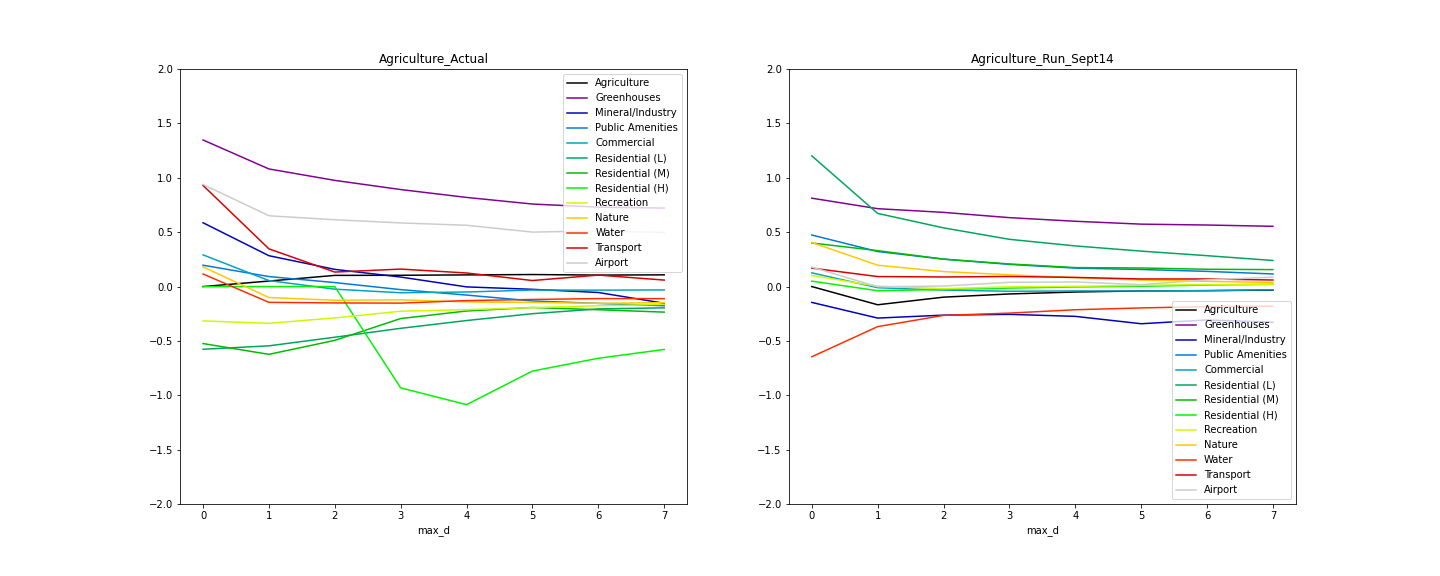 Agriculture_Actual
2.0
1.5
1.0
0.5
0.0
−0.5
−1.0
−1.5
−2.0
0 1 2 3 4 5 6 7
max_d
Agriculture
Greenhouses
Mineral/Industry
Public Amenities
Commercial
Residential (L)
Residential (M)
Residential (H)
Recreation
Nature
Water
Transport
Airport
Agriculture_Run_Sept14
2.0
1.5
1.0
0.5
0.0
−0.5
−1.0
−1.5
−2.0
0 1 2 3 4 5 6 7
max_d
Agriculture
Greenhouses
Mineral/Industry
Public Amenities
Commercial
Residential (L)
Residential (M)
Residential (H)
Recreation
Nature
Water
Transport
Airport